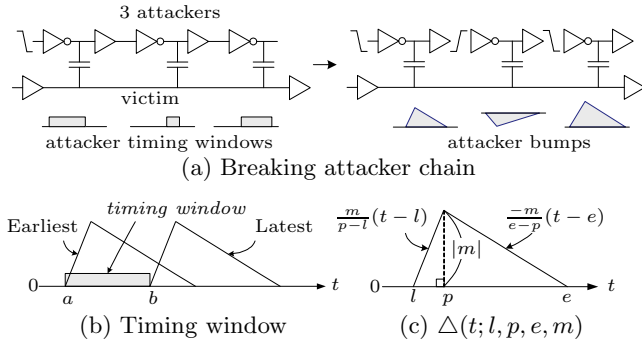 3 attackers
victim
attacker timing windows
attacker bumps
(a) Breaking attacker chain
Earliest
timing window
Latest
0
a
b
t
(b) Timing window
m/(p-l) (t - l)
-m/(e-p) (t - e)
|m|
0
l
p
e
t
(c) △(t; l, p, e, m)